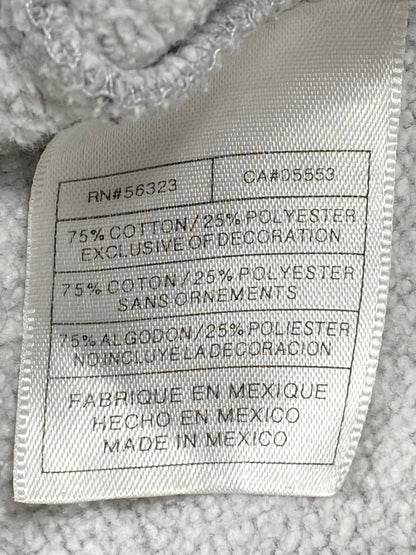 RN#56323 CA#05553
75% COTTON/25% POLYESTER
EXCLUSIVE OF DECORATION
75% COTON/25% POLYESTER
SANS ORNEMENTS
75% ALGODON/25% POLIESTER
NO INCLUYE LA DECORACION
FABRIQUE EN MEXIQUE
HECHO EN MEXICO
MADE IN MEXICO